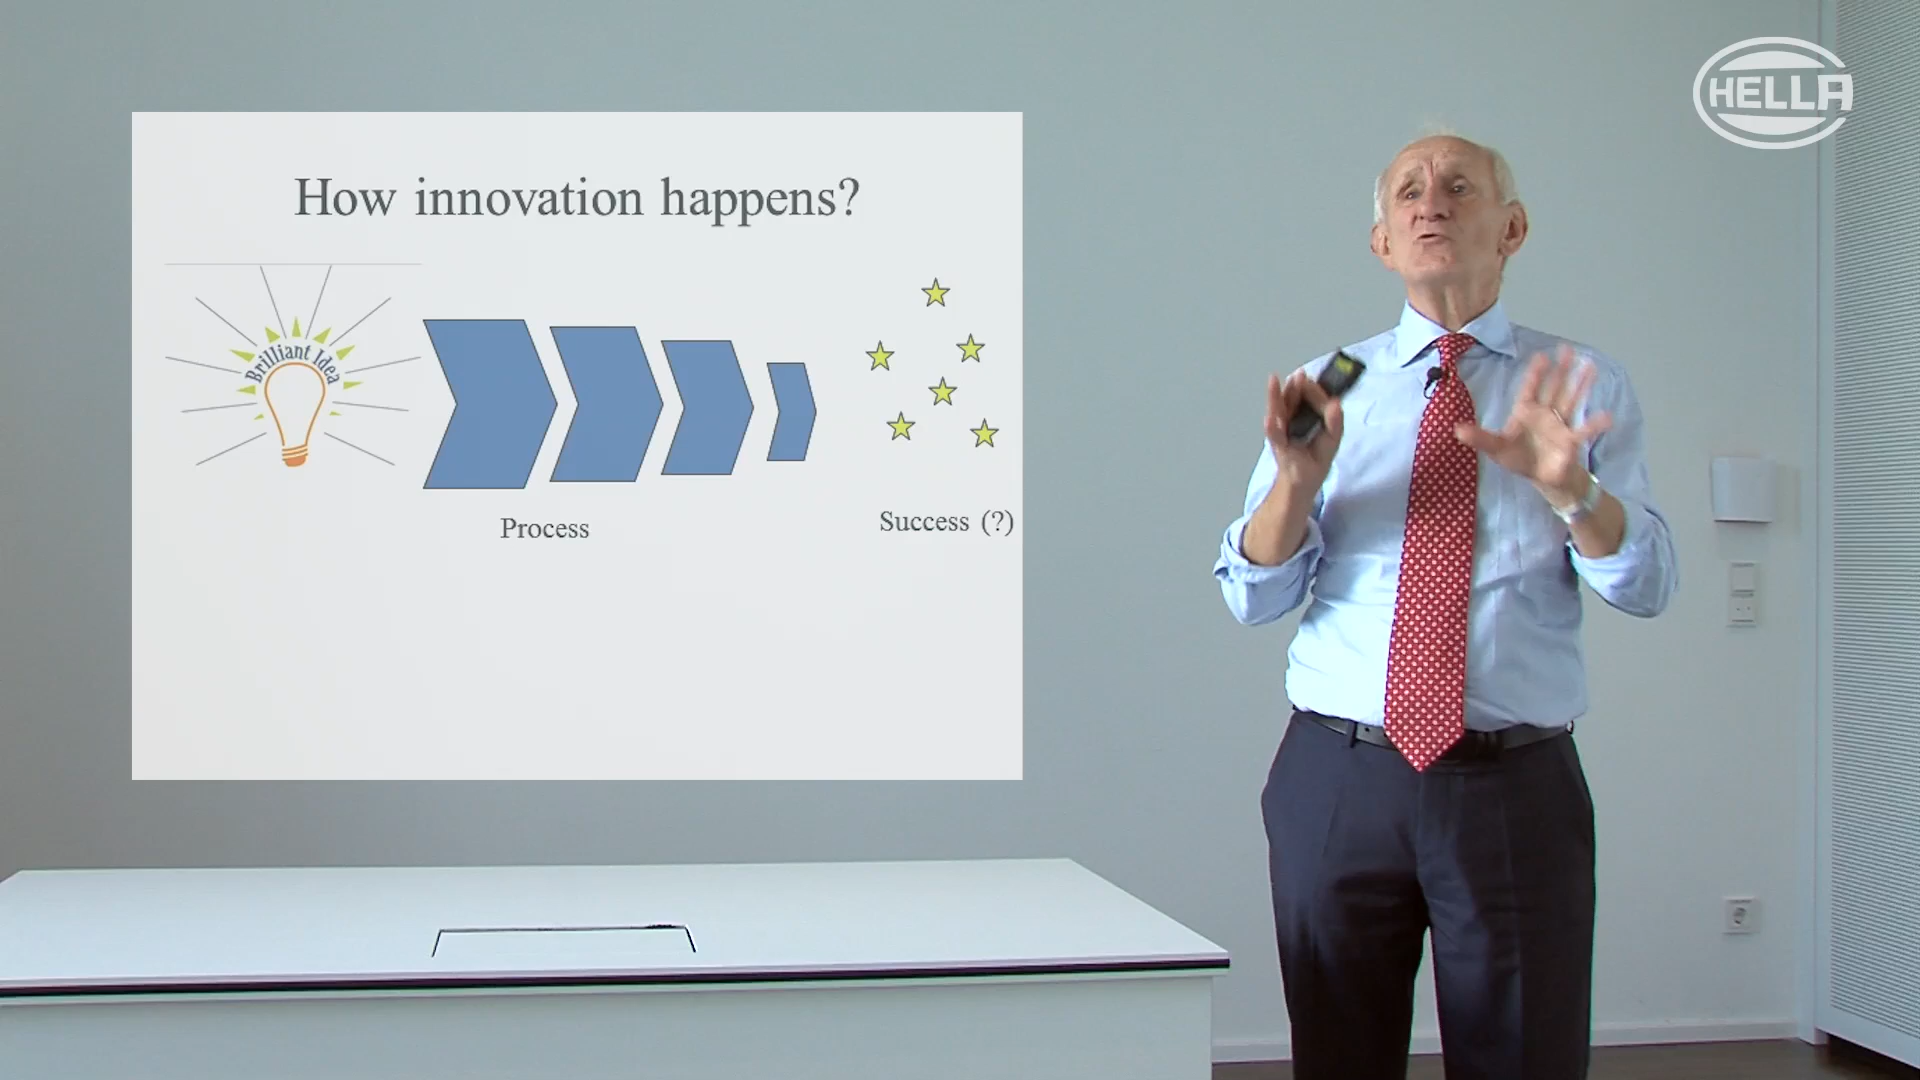 HELLA
How innovation happens?
Brilliant Idea
Process
Success (?)